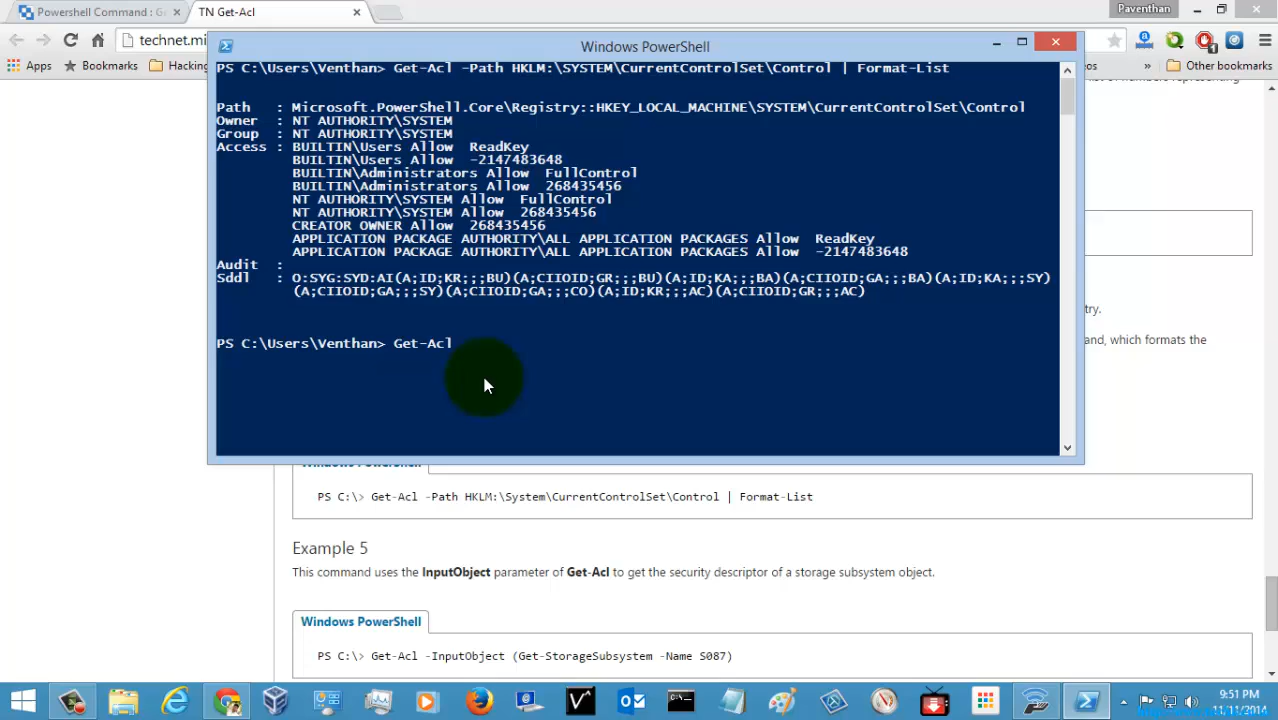 Powershell Command : Ge
TN Get-Acl
Paventhan
technet.mi
Apps
Bookmarks
Hacking
Other bookmarks
Windows PowerShell
PS C:\Users\Venthan> Get-Acl -Path HKLM:\SYSTEM\CurrentControlSet\Control | Format-List
Path : Microsoft.PowerShell.Core\Registry::HKEY_LOCAL_MACHINE\SYSTEM\CurrentControlSet\Control
Owner : NT AUTHORITY\SYSTEM
Group : NT AUTHORITY\SYSTEM
Access : BUILTIN\Users Allow ReadKey
BUILTIN\Users Allow -2147483648
BUILTIN\Administrators Allow FullControl
BUILTIN\Administrators Allow 268435456
NT AUTHORITY\SYSTEM Allow FullControl
NT AUTHORITY\SYSTEM Allow 268435456
CREATOR OWNER Allow 268435456
APPLICATION PACKAGE AUTHORITY\ALL APPLICATION PACKAGES Allow ReadKey
APPLICATION PACKAGE AUTHORITY\ALL APPLICATION PACKAGES Allow -2147483648
Audit :
Sddl : O:SYG:SYD:AI(A;ID;KR;;;BU)(A;CIIOID;GR;;;BU)(A;ID;KA;;;BA)(A;CIIOID;GA;;;BA)(A;ID;KA;;;SY)
(A;CIIOID;GA;;;SY)(A;CIIOID;GA;;;CO)(A;ID;KR;;;AC)(A;CIIOID;GR;;;AC)
PS C:\Users\Venthan> Get-Acl
try.
and, which formats the
Windows PowerShell
PS C:\> Get-Acl -Path HKLM:\System\CurrentControlSet\Control | Format-List
Example 5
This command uses the InputObject parameter of Get-Acl to get the security descriptor of a storage subsystem object.
Windows PowerShell
PS C:\> Get-Acl -InputObject (Get-StorageSubsystem -Name S087)
9:51 PM
11/11/2014